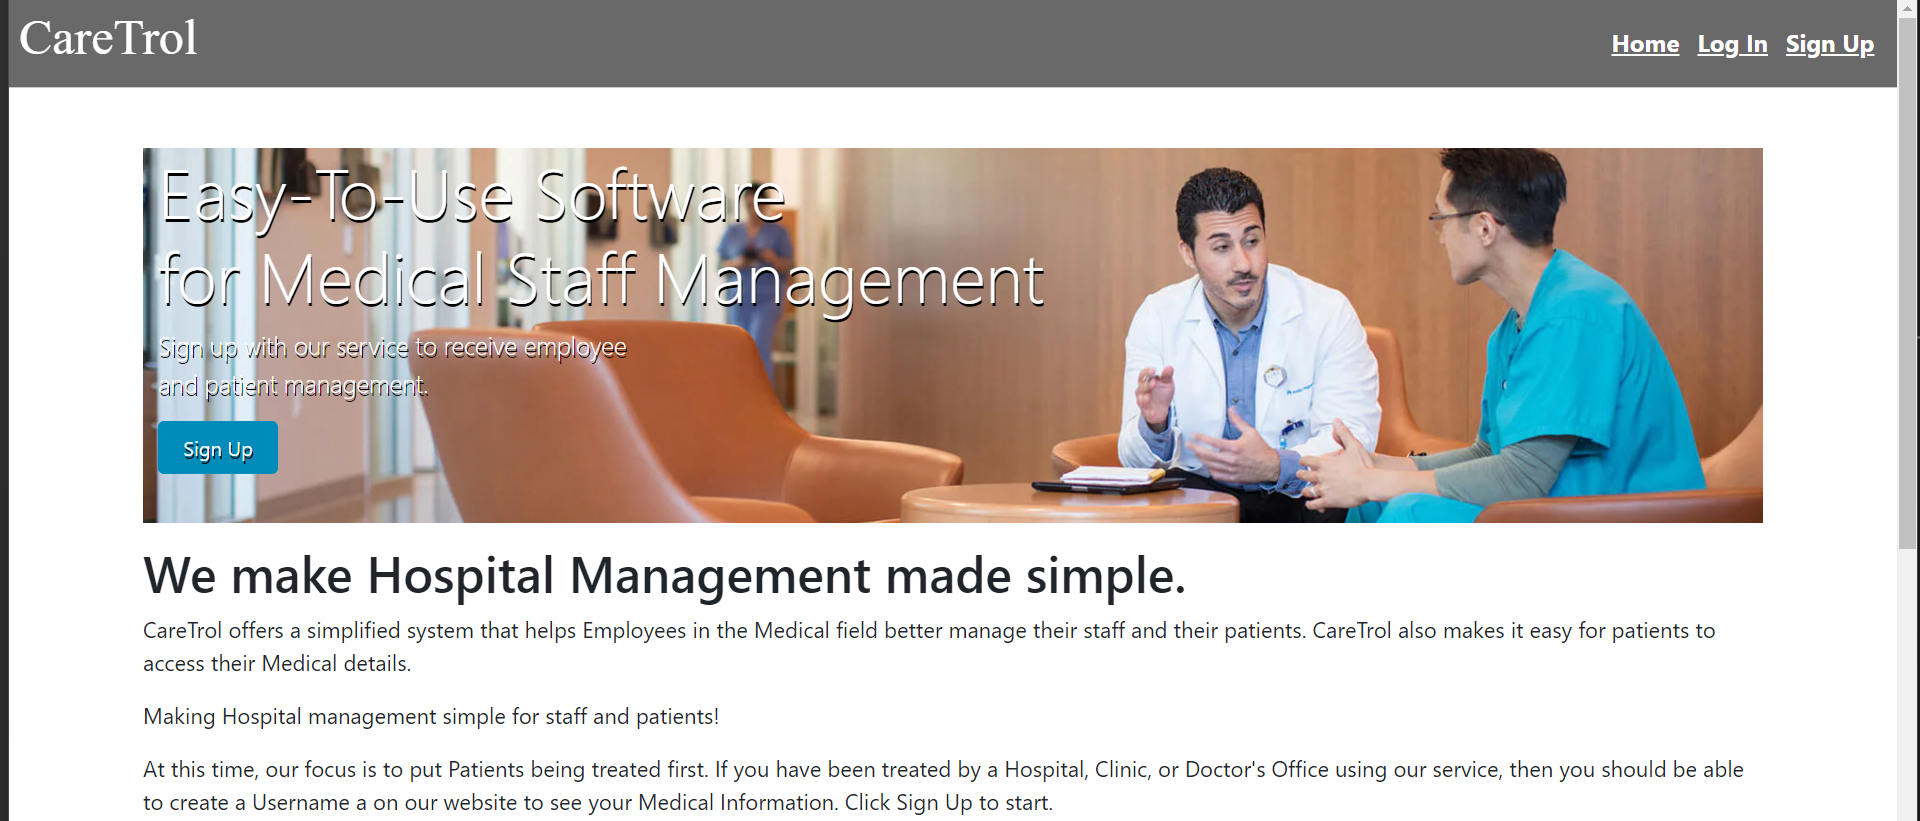 CareTrol
Home Log In Sign Up
Easy-To-Use Software
for Medical Staff Management
Sign up with our service to receive employee
and patient management.
Sign Up
We make Hospital Management made simple.
CareTrol offers a simplified system that helps Employees in the Medical field better manage their staff and their patients. CareTrol also makes it easy for patients to
access their Medical details.
Making Hospital management simple for staff and patients!
At this time, our focus is to put Patients being treated first. If you have been treated by a Hospital, Clinic, or Doctor's Office using our service, then you should be able
to create a Username a on our website to see your Medical Information. Click Sign Up to start.